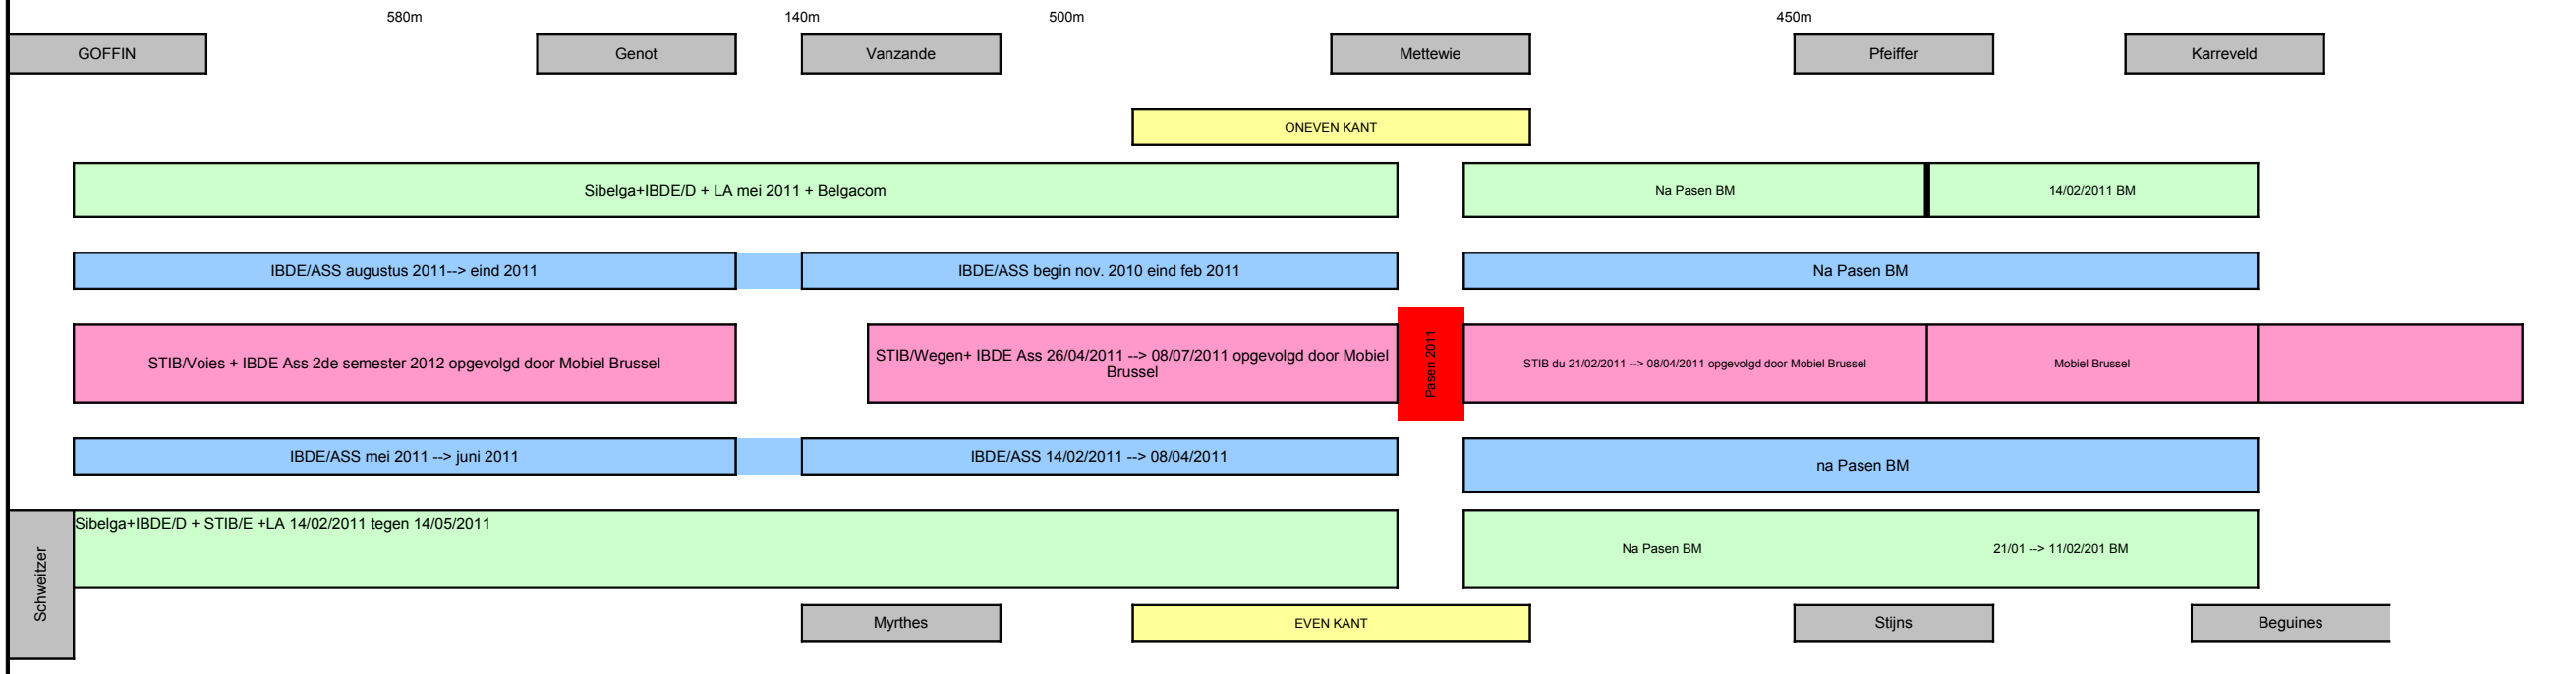 580m 140m 500m 450m
GOFFIN Genot Vanzande Mettewie Pfeiffer Karreveld
ONEVEN KANT
Sibelga+IBDE/D + LA mei 2011 + Belgacom Na Pasen BM 14/02/2011 BM
IBDE/ASS augustus 2011--> eind 2011 IBDE/ASS begin nov. 2010 eind feb 2011 Na Pasen BM
STIB/Voies + IBDE Ass 2de semester 2012 opgevolgd door Mobiel Brussel
STIB/Wegen+ IBDE Ass 26/04/2011 --> 08/07/2011 opgevolgd door Mobiel
Brussel
Pasen 2011
STIB du 21/02/2011 --> 08/04/2011 opgevolgd door Mobiel Brussel
Mobiel Brussel
IBDE/ASS mei 2011 --> juni 2011 IBDE/ASS 14/02/2011 --> 08/04/2011 na Pasen BM
Schweitzer
Sibelga+IBDE/D + STIB/E +LA 14/02/2011 tegen 14/05/2011
Na Pasen BM 21/01 --> 11/02/201 BM
Myrthes EVEN KANT Stijns Beguines